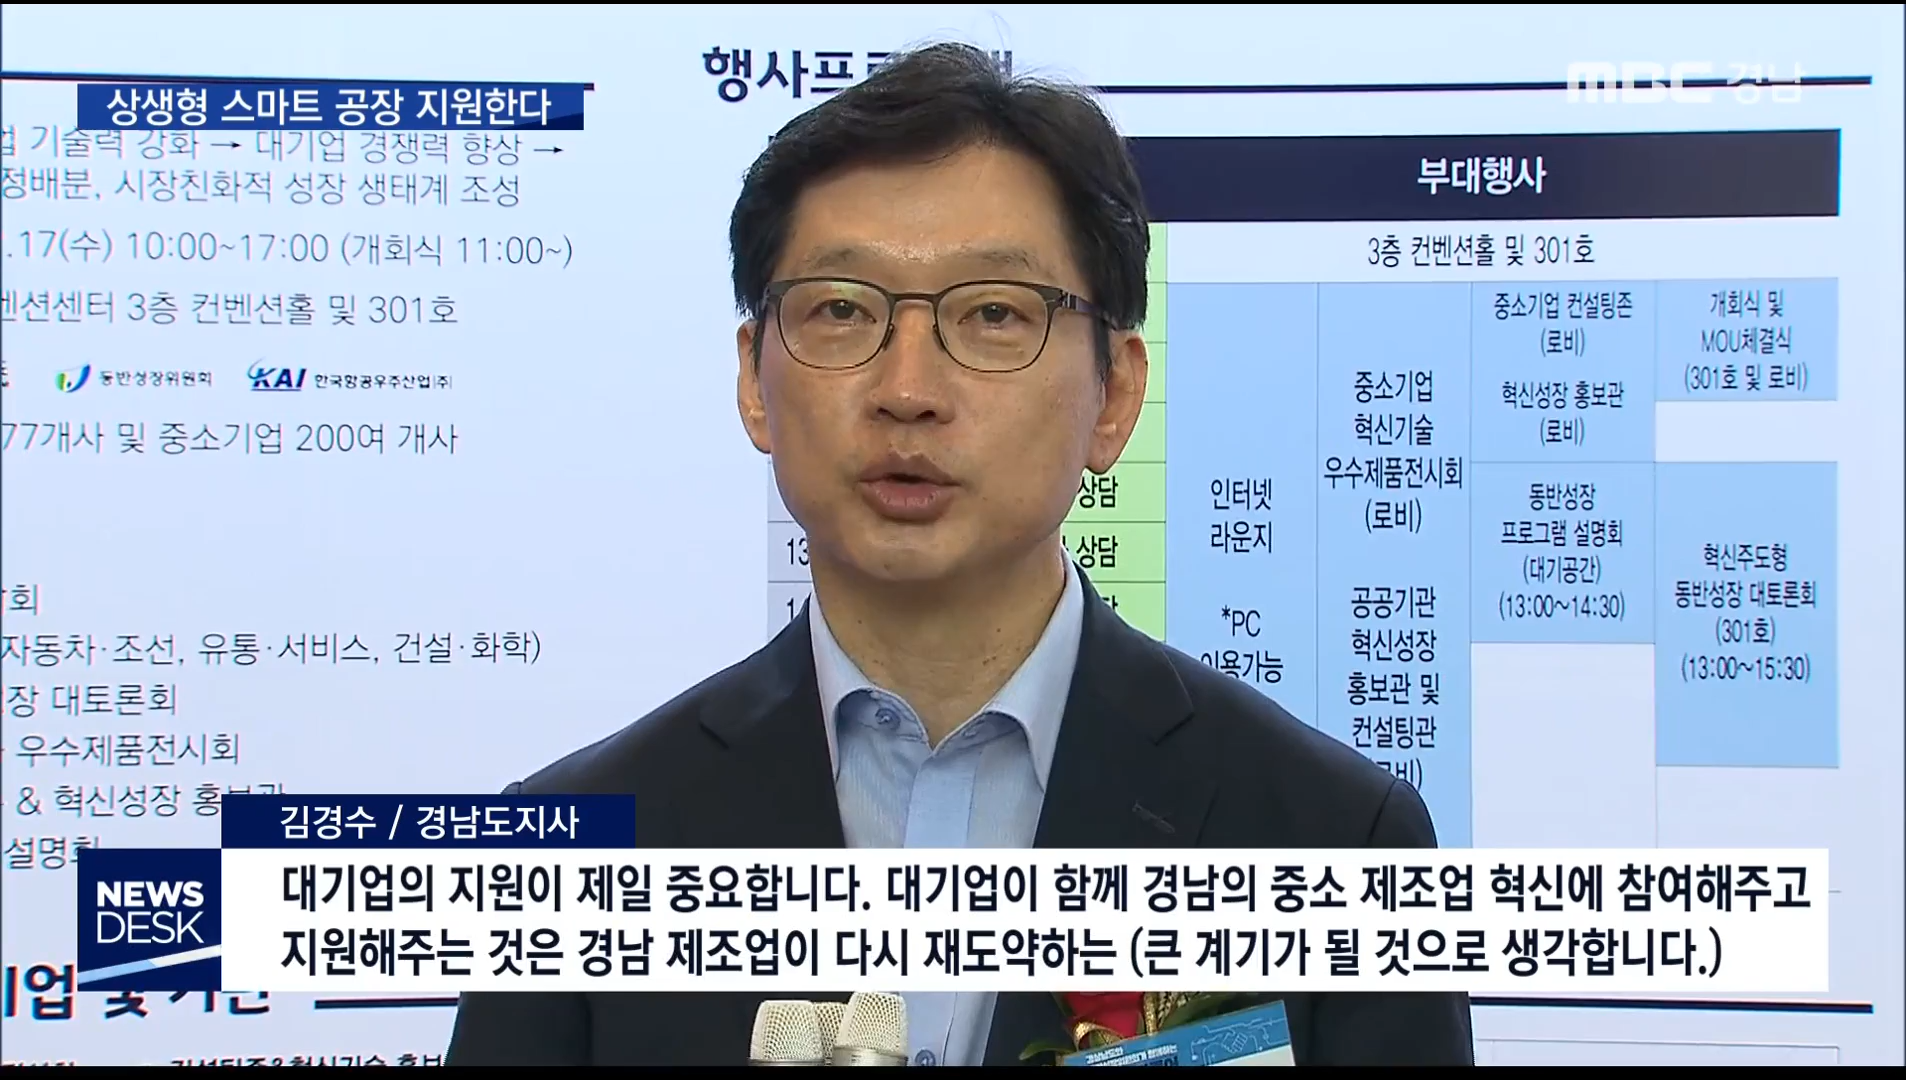 행사프로
MBC 경남
상생형 스마트 공장 지원한다
기술력 강화 → 대기업 경쟁력 향상 →
정배분, 시장친화적 성장 생태계 조성
.17(수) 10:00~17:00 (개회식 11:00~)
벤션센터 3층 컨벤션홀 및 301호
동반성장위원회 KAI 한국항공우주산업(주)
77개사 및 중소기업 200여 개사
회
자동차·조선, 유통·서비스, 건설·화학)
장 대토론회
우수제품전시회
& 혁신성장 홍보관
설명회
부대행사
3층 컨벤션홀 및 301호
상담
13
상담
인터넷
라운지
*PC
이용가능
중소기업
혁신기술
우수제품전시회
(로비)
공공기관
혁신성장
홍보관 및
컨설팅관
로비)
중소기업 컨설팅존
(로비)
혁신성장 홍보관
(로비)
동반성장
프로그램 설명회
(대기공간)
(13:00~14:30)
개회식 및
MOU체결식
(301호 및 로비)
혁신주도형
동반성장 대토론회
(301호)
(13:00~15:30)
김경수 / 경남도지사
NEWS
DESK
대기업의 지원이 제일 중요합니다. 대기업이 함께 경남의 중소 제조업 혁신에 참여해주고
지원해주는 것은 경남 제조업이 다시 재도약하는 (큰 계기가 될 것으로 생각합니다.)
기업 및 기관